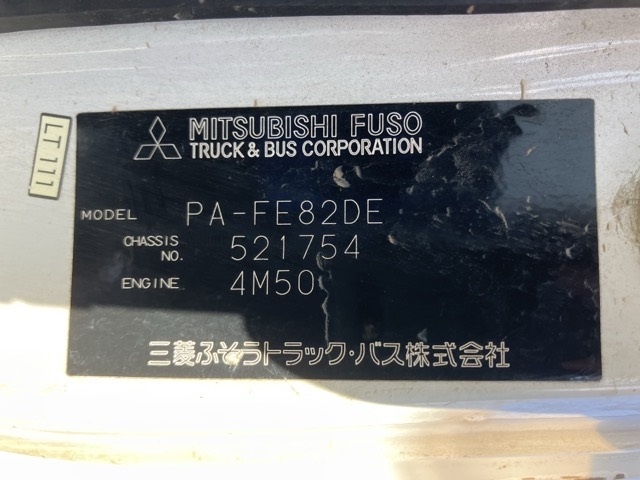 MITSUBISHI FUSO
TRUCK & BUS CORPORATION
LT111
MODEL PA-FE82DE
CHASSIS NO. 521754
ENGINE 4M50
三菱ふそうトラック・バス株式会社